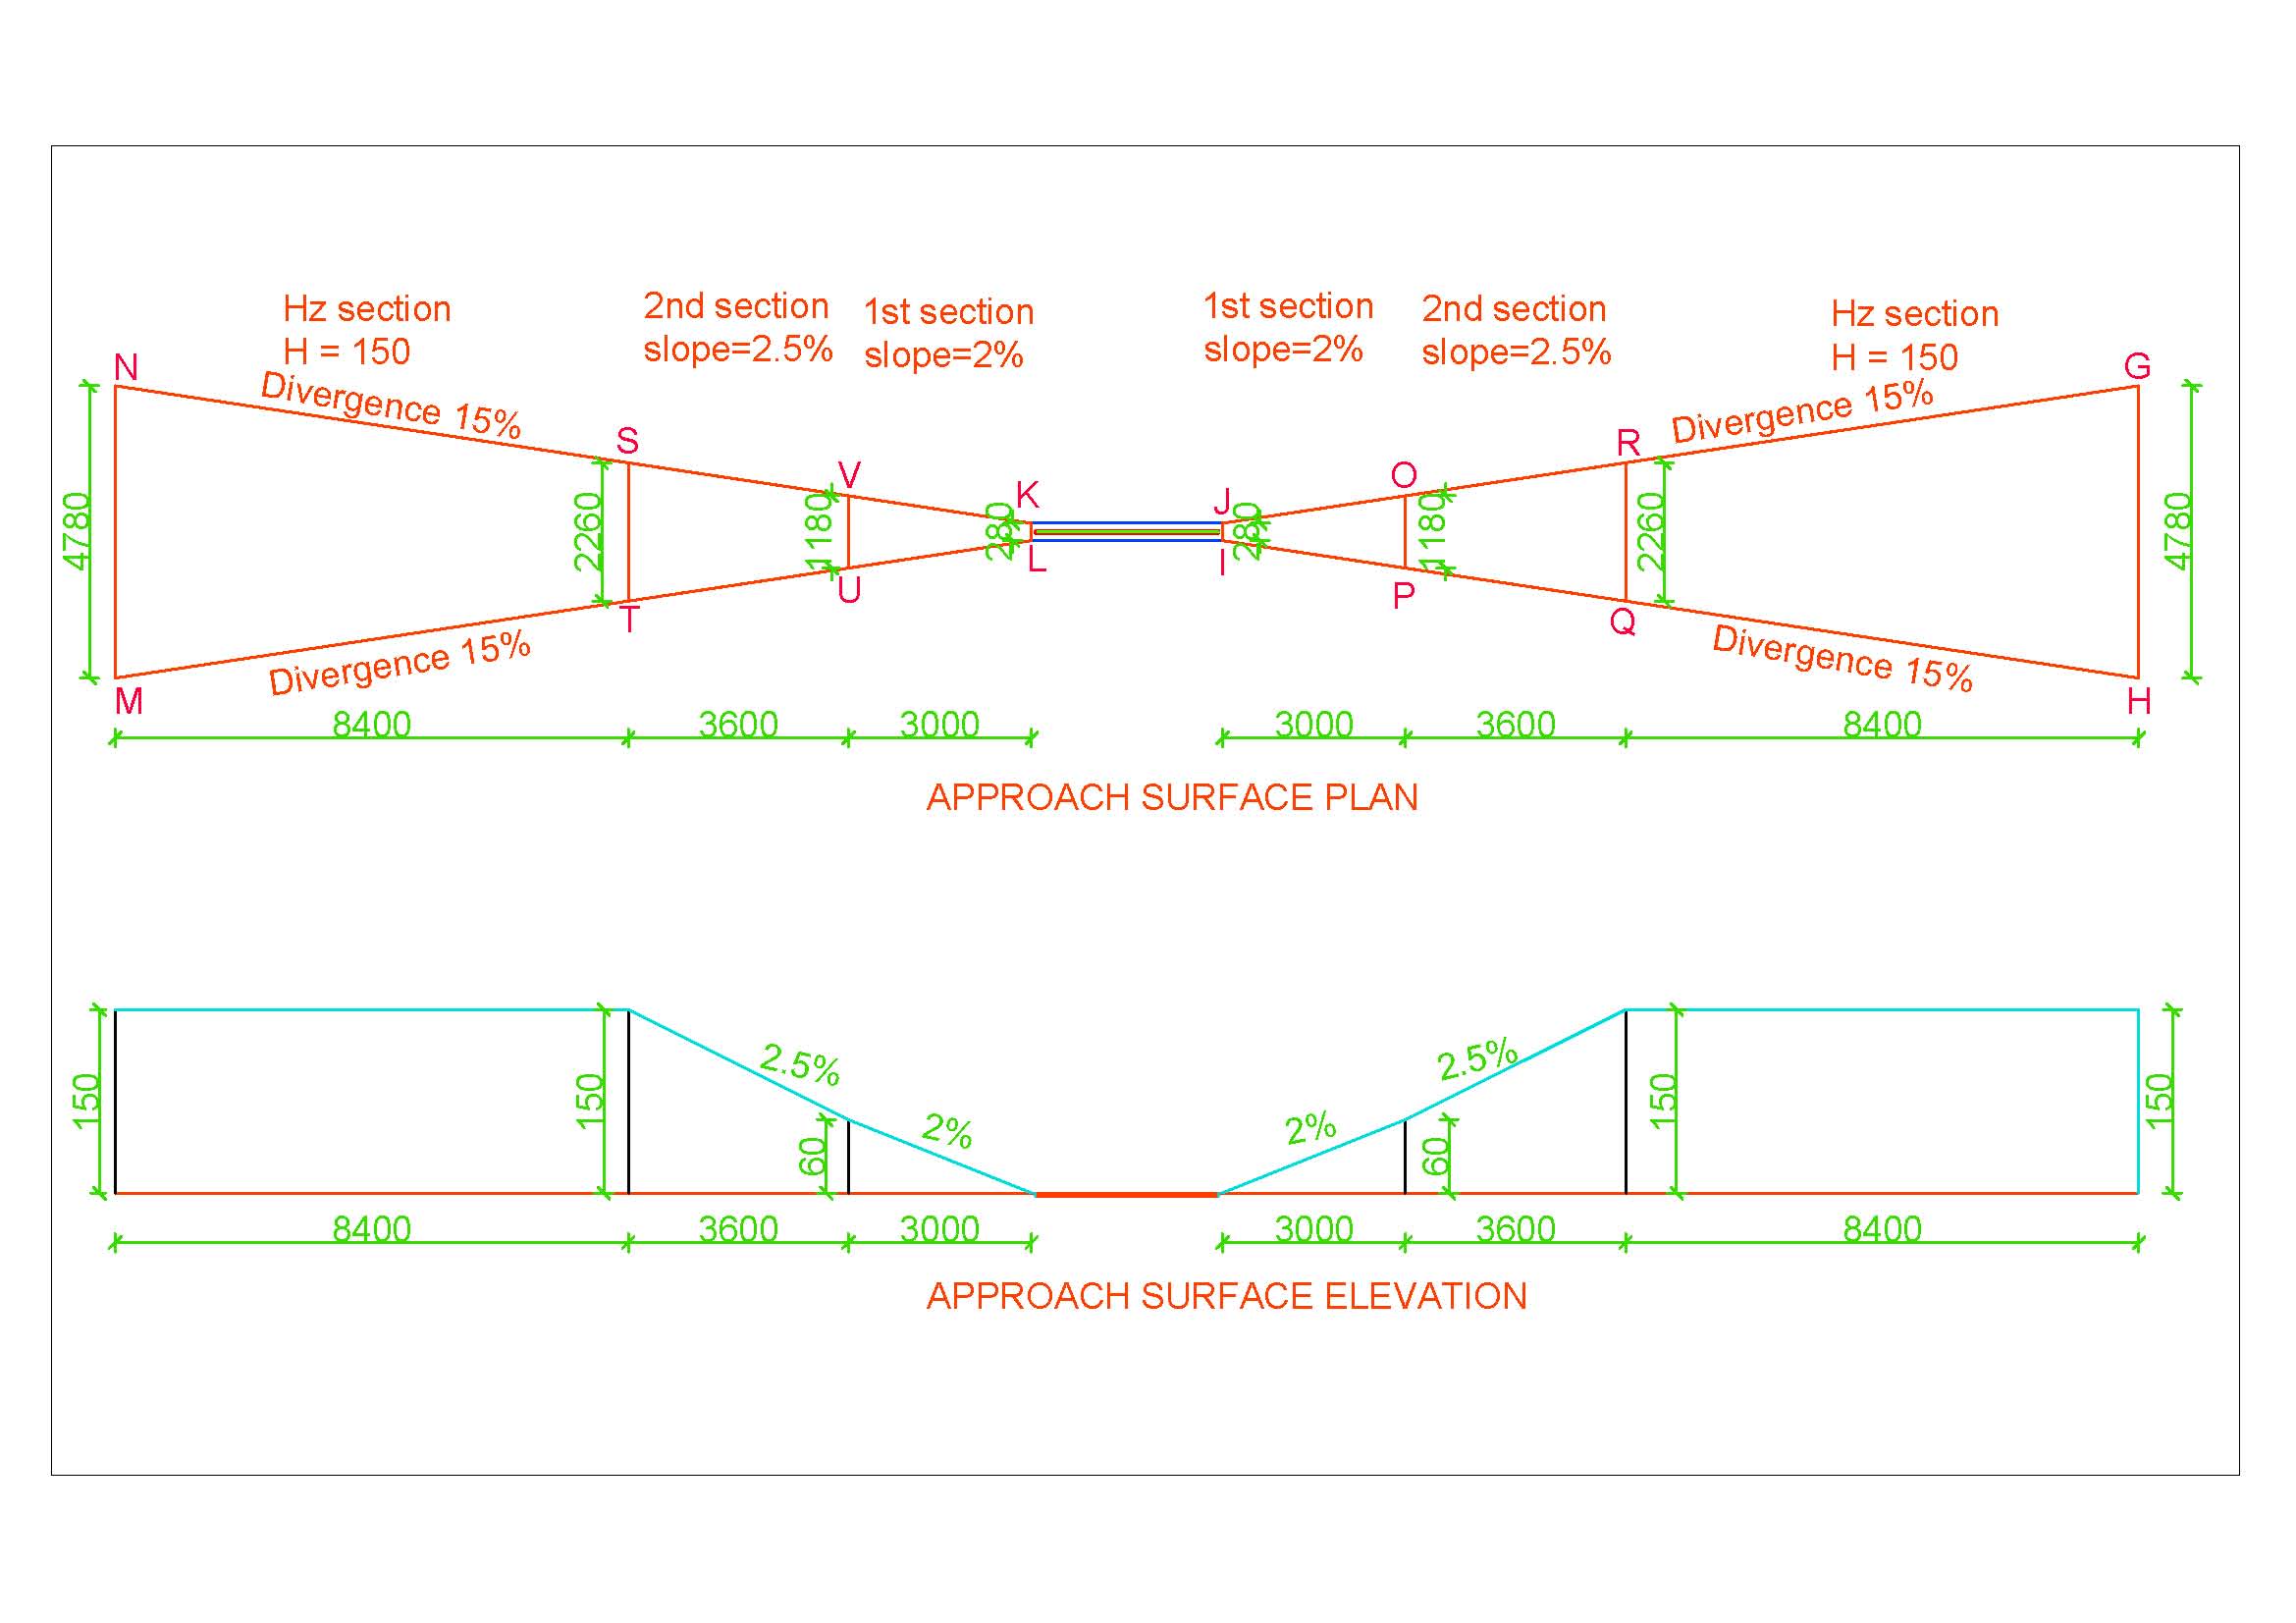 Hz section
H = 150
2nd section
slope=2.5%
1st section
slope=2%
1st section
slope=2%
2nd section
slope=2.5%
Hz section
H = 150
N
Divergence 15%
S
V
K
J
O
R
Divergence 15%
G
4780
2260
1180
280
280
1180
2260
4780
M
Divergence 15%
T
U
L
I
P
Q
Divergence 15%
H
8400
3600
3000
3000
3600
8400
APPROACH SURFACE PLAN
150
150
2.5%
60
2%
2%
60
2.5%
150
150
8400
3600
3000
3000
3600
8400
APPROACH SURFACE ELEVATION